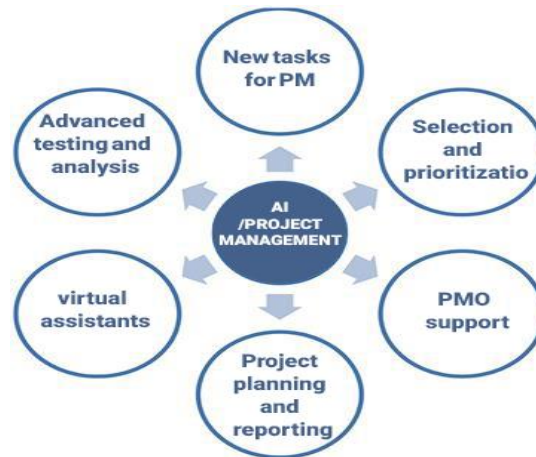 New tasks
for PM
Advanced
testing and
analysis
Selection
and
prioritizatio
AI
/PROJECT
MANAGEMENT
virtual
assistants
PMO
support
Project
planning
and
reporting